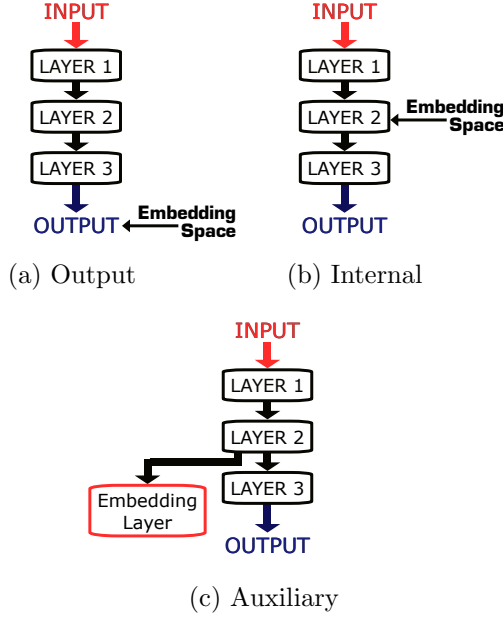 INPUT
LAYER 1
LAYER 2
LAYER 3
OUTPUT
Embedding
Space
(a) Output
INPUT
LAYER 1
LAYER 2
Embedding
Space
LAYER 3
OUTPUT
(b) Internal
INPUT
LAYER 1
LAYER 2
Embedding
Layer
LAYER 3
OUTPUT
(c) Auxiliary